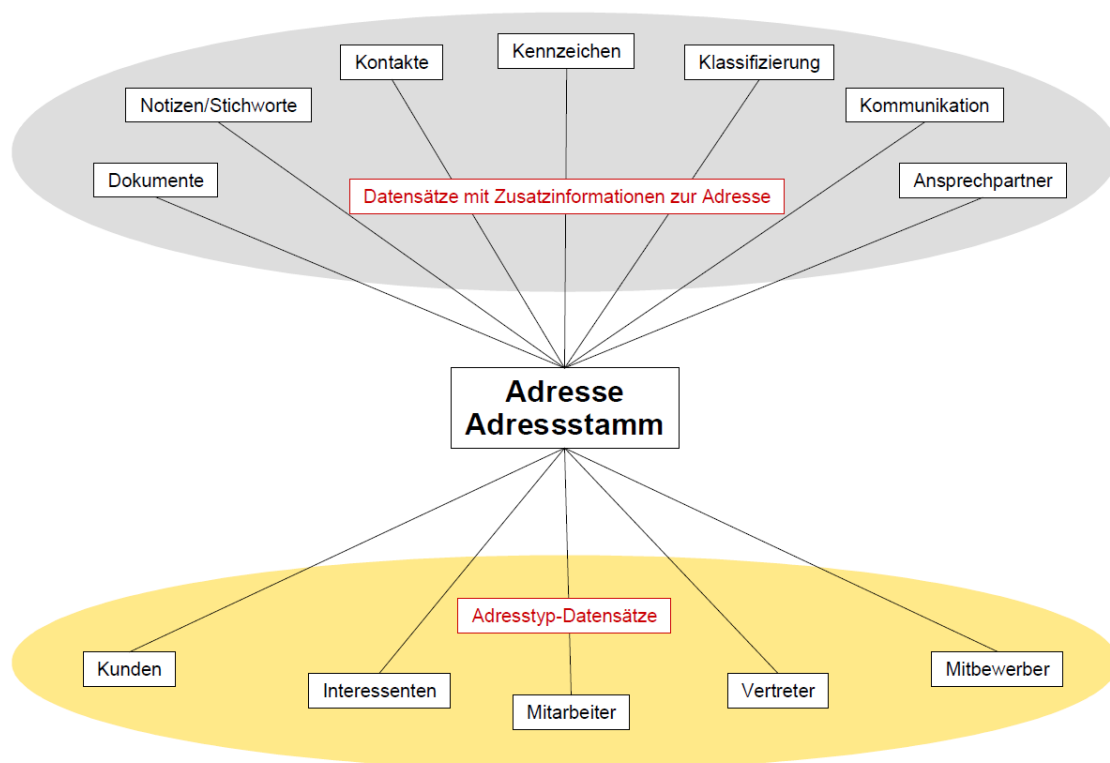 Kennzeichen
Kontakte
Klassifizierung
Notizen/Stichworte
Kommunikation
Dokumente
Datensätze mit Zusatzinformationen zur Adresse
Ansprechpartner
Adresse
Adressstamm
Adresstyp-Datensätze
Kunden
Interessenten
Mitarbeiter
Vertreter
Mitbewerber